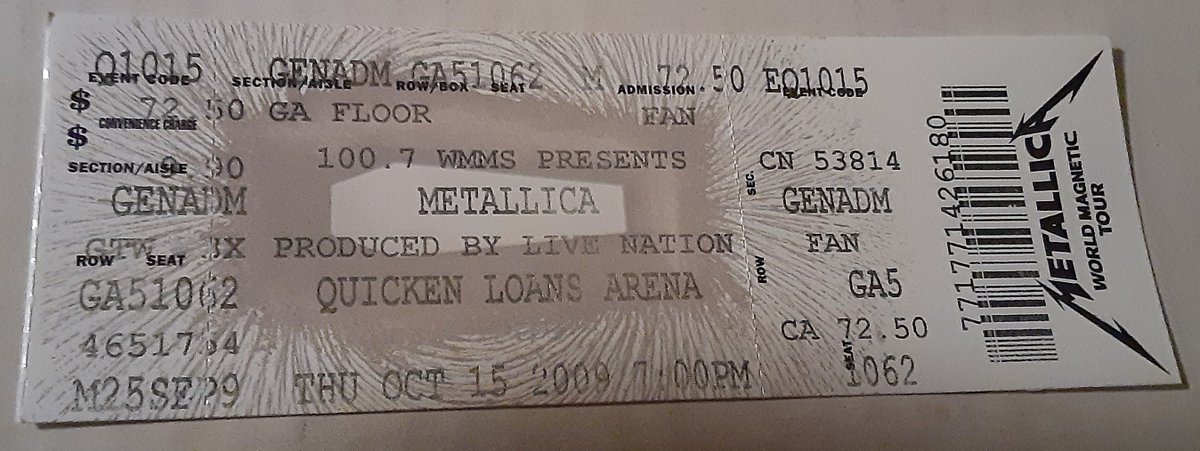 Q1015 GENADM GA51062 M 72.50 EQ1015
EVENT CODE SECTION/AISLE ROW/BOX SEAT ADMISSION EVENT CODE
$ 72.50 GA FLOOR FAN
CONVENIENCE CHARGE
$
SECTION/AISLE 100.7 WMMS PRESENTS CN 53814
GENADM METALLICA SEC. GENADM
PRODUCED BY LIVE NATION FAN
ROW SEAT ROW
GA51062 QUICKEN LOANS ARENA GA5
CA 72.50
SEAT 1062
THU OCT 15 2009 7:00PM
771771426180
METALLICA
WORLD MAGNETIC
TOUR